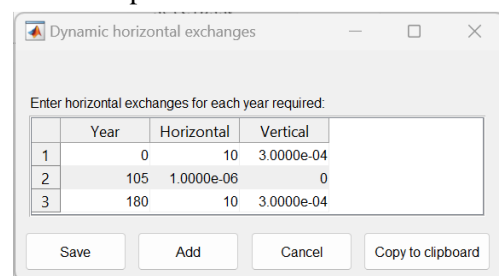 Dynamic horizontal exchanges
Enter horizontal exchanges for each year required:
Year Horizontal Vertical
1 0 10 3.0000e-04
2 105 1.0000e-06 0
3 180 10 3.0000e-04
Save Add Cancel Copy to clipboard